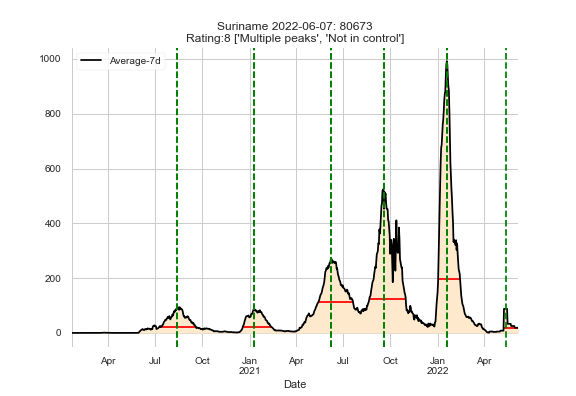 Suriname 2022-06-07: 80673
Rating:8 ['Multiple peaks', 'Not in control']
Average-7d
1000
800
600
400
200
0
Apr Jul Oct Jan Apr Jul Oct Jan Apr
2021 2022
Date